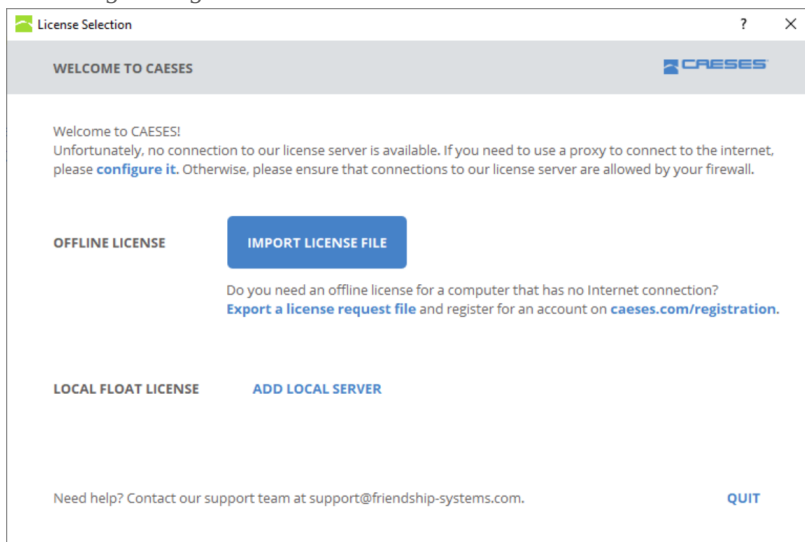 License Selection ?
WELCOME TO CAESES
CAESES
Welcome to CAESES!
Unfortunately, no connection to our license server is available. If you need to use a proxy to connect to the internet,
please configure it. Otherwise, please ensure that connections to our license server are allowed by your firewall.
OFFLINE LICENSE
IMPORT LICENSE FILE
Do you need an offline license for a computer that has no Internet connection?
Export a license request file and register for an account on caeses.com/registration.
LOCAL FLOAT LICENSE
ADD LOCAL SERVER
Need help? Contact our support team at support@friendship-systems.com.
QUIT